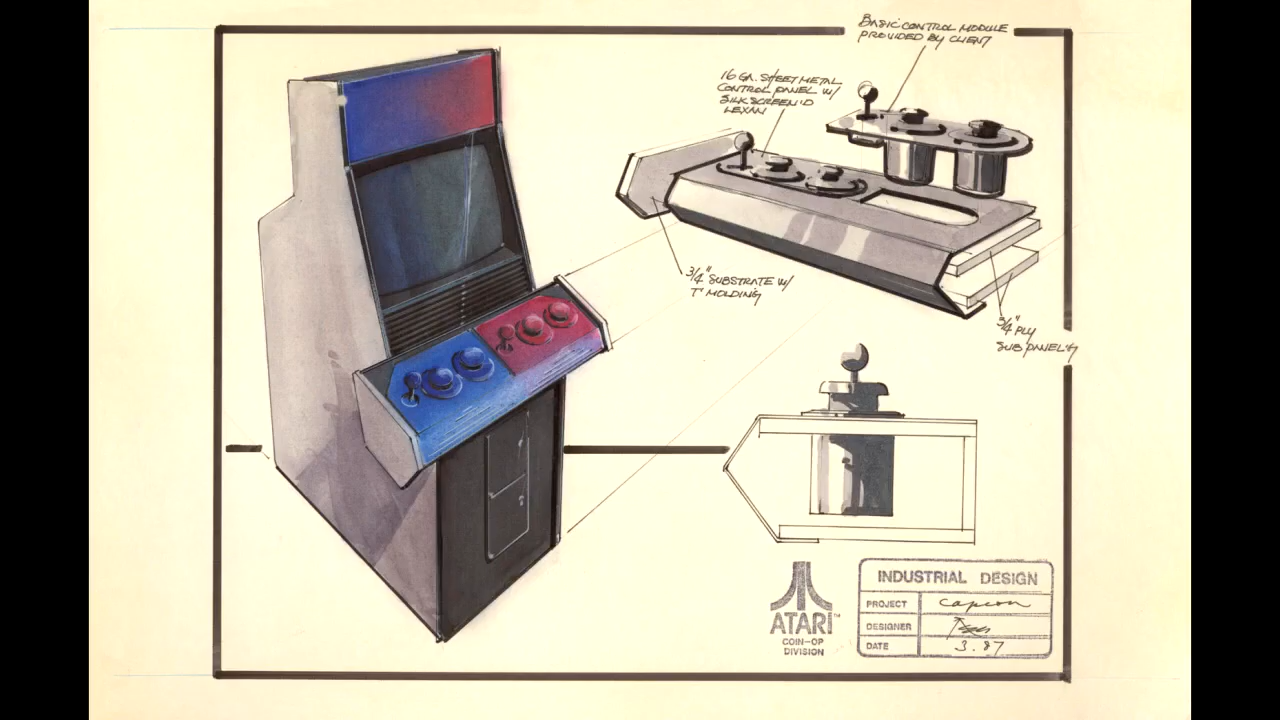 BASIC CONTROL MODULE
PROVIDED BY CLIENT
16 GA. SHEET METAL
CONTROL PANEL W/
SILKSCREEN'D
LEXAN
3/4" SUBSTRATE W/
'T' MOLDING
3/4" PLY
SUB PANEL'G
ATARI™
COIN-OP
DIVISION
INDUSTRIAL DESIGN
PROJECT
Capcom
DESIGNER
DATE 3.87